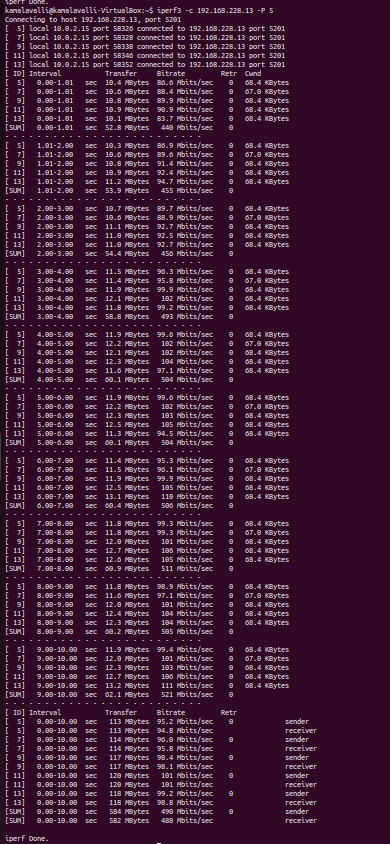 iperf Done.
kamalavalli@kamalavalli-VirtualBox:~$ iperf3 -c 192.168.228.13 -P 5
Connecting to host 192.168.228.13, port 5201
[  5] local 10.0.2.15 port 58326 connected to 192.168.228.13 port 5201
[  7] local 10.0.2.15 port 58328 connected to 192.168.228.13 port 5201
[  9] local 10.0.2.15 port 58338 connected to 192.168.228.13 port 5201
[ 11] local 10.0.2.15 port 58346 connected to 192.168.228.13 port 5201
[ 13] local 10.0.2.15 port 58352 connected to 192.168.228.13 port 5201
[ ID] Interval Transfer Bitrate Retr Cwnd
[  5] 0.00-1.01 sec 10.4 MBytes 86.6 Mbits/sec 0 68.4 KBytes
[  7] 0.00-1.01 sec 10.6 MBytes 88.4 Mbits/sec 0 67.0 KBytes
[  9] 0.00-1.01 sec 10.8 MBytes 89.9 Mbits/sec 0 68.4 KBytes
[ 11] 0.00-1.01 sec 10.9 MBytes 90.9 Mbits/sec 0 68.4 KBytes
[ 13] 0.00-1.01 sec 10.1 MBytes 83.7 Mbits/sec 0 68.4 KBytes
[SUM] 0.00-1.01 sec 52.8 MBytes 440 Mbits/sec 0
- - - - - - - - - - - - - - - - - - - - - - - - -
[  5] 1.01-2.00 sec 10.3 MBytes 86.9 Mbits/sec 0 68.4 KBytes
[  7] 1.01-2.00 sec 10.6 MBytes 89.6 Mbits/sec 0 67.0 KBytes
[  9] 1.01-2.00 sec 10.8 MBytes 91.4 Mbits/sec 0 68.4 KBytes
[ 11] 1.01-2.00 sec 10.9 MBytes 92.4 Mbits/sec 0 68.4 KBytes
[ 13] 1.01-2.00 sec 11.2 MBytes 94.7 Mbits/sec 0 68.4 KBytes
[SUM] 1.01-2.00 sec 53.9 MBytes 455 Mbits/sec 0
- - - - - - - - - - - - - - - - - - - - - - - - -
[  5] 2.00-3.00 sec 10.7 MBytes 89.7 Mbits/sec 0 68.4 KBytes
[  7] 2.00-3.00 sec 10.6 MBytes 88.9 Mbits/sec 0 67.0 KBytes
[  9] 2.00-3.00 sec 11.1 MBytes 92.7 Mbits/sec 0 68.4 KBytes
[ 11] 2.00-3.00 sec 11.0 MBytes 92.5 Mbits/sec 0 68.4 KBytes
[ 13] 2.00-3.00 sec 11.0 MBytes 92.7 Mbits/sec 0 68.4 KBytes
[SUM] 2.00-3.00 sec 54.4 MBytes 456 Mbits/sec 0
- - - - - - - - - - - - - - - - - - - - - - - - -
[  5] 3.00-4.00 sec 11.5 MBytes 96.3 Mbits/sec 0 68.4 KBytes
[  7] 3.00-4.00 sec 11.4 MBytes 95.8 Mbits/sec 0 67.0 KBytes
[  9] 3.00-4.00 sec 11.9 MBytes 99.9 Mbits/sec 0 68.4 KBytes
[ 11] 3.00-4.00 sec 12.1 MBytes 102 Mbits/sec 0 68.4 KBytes
[ 13] 3.00-4.00 sec 11.8 MBytes 99.2 Mbits/sec 0 68.4 KBytes
[SUM] 3.00-4.00 sec 58.8 MBytes 493 Mbits/sec 0
- - - - - - - - - - - - - - - - - - - - - - - - -
[  5] 4.00-5.00 sec 11.9 MBytes 99.6 Mbits/sec 0 68.4 KBytes
[  7] 4.00-5.00 sec 12.2 MBytes 102 Mbits/sec 0 67.0 KBytes
[  9] 4.00-5.00 sec 12.1 MBytes 102 Mbits/sec 0 68.4 KBytes
[ 11] 4.00-5.00 sec 12.3 MBytes 104 Mbits/sec 0 68.4 KBytes
[ 13] 4.00-5.00 sec 11.6 MBytes 97.1 Mbits/sec 0 68.4 KBytes
[SUM] 4.00-5.00 sec 60.1 MBytes 504 Mbits/sec 0
- - - - - - - - - - - - - - - - - - - - - - - - -
[  5] 5.00-6.00 sec 11.9 MBytes 99.6 Mbits/sec 0 68.4 KBytes
[  7] 5.00-6.00 sec 12.2 MBytes 102 Mbits/sec 0 67.0 KBytes
[  9] 5.00-6.00 sec 12.3 MBytes 103 Mbits/sec 0 68.4 KBytes
[ 11] 5.00-6.00 sec 12.5 MBytes 105 Mbits/sec 0 68.4 KBytes
[ 13] 5.00-6.00 sec 11.3 MBytes 94.5 Mbits/sec 0 68.4 KBytes
[SUM] 5.00-6.00 sec 60.1 MBytes 504 Mbits/sec 0
- - - - - - - - - - - - - - - - - - - - - - - - -
[  5] 6.00-7.00 sec 11.4 MBytes 95.3 Mbits/sec 0 68.4 KBytes
[  7] 6.00-7.00 sec 11.5 MBytes 96.1 Mbits/sec 0 67.0 KBytes
[  9] 6.00-7.00 sec 11.9 MBytes 99.9 Mbits/sec 0 68.4 KBytes
[ 11] 6.00-7.00 sec 12.5 MBytes 105 Mbits/sec 0 68.4 KBytes
[ 13] 6.00-7.00 sec 13.1 MBytes 110 Mbits/sec 0 68.4 KBytes
[SUM] 6.00-7.00 sec 60.4 MBytes 506 Mbits/sec 0
- - - - - - - - - - - - - - - - - - - - - - - - -
[  5] 7.00-8.00 sec 11.8 MBytes 99.3 Mbits/sec 0 68.4 KBytes
[  7] 7.00-8.00 sec 11.8 MBytes 99.3 Mbits/sec 0 67.0 KBytes
[  9] 7.00-8.00 sec 12.0 MBytes 101 Mbits/sec 0 68.4 KBytes
[ 11] 7.00-8.00 sec 12.7 MBytes 106 Mbits/sec 0 68.4 KBytes
[ 13] 7.00-8.00 sec 12.6 MBytes 105 Mbits/sec 0 68.4 KBytes
[SUM] 7.00-8.00 sec 60.9 MBytes 511 Mbits/sec 0
- - - - - - - - - - - - - - - - - - - - - - - - -
[  5] 8.00-9.00 sec 11.8 MBytes 98.9 Mbits/sec 0 68.4 KBytes
[  7] 8.00-9.00 sec 11.6 MBytes 97.1 Mbits/sec 0 67.0 KBytes
[  9] 8.00-9.00 sec 12.0 MBytes 101 Mbits/sec 0 68.4 KBytes
[ 11] 8.00-9.00 sec 12.4 MBytes 104 Mbits/sec 0 68.4 KBytes
[ 13] 8.00-9.00 sec 12.3 MBytes 104 Mbits/sec 0 68.4 KBytes
[SUM] 8.00-9.00 sec 60.2 MBytes 505 Mbits/sec 0
- - - - - - - - - - - - - - - - - - - - - - - - -
[  5] 9.00-10.00 sec 11.9 MBytes 99.4 Mbits/sec 0 68.4 KBytes
[  7] 9.00-10.00 sec 12.0 MBytes 101 Mbits/sec 0 67.0 KBytes
[  9] 9.00-10.00 sec 12.3 MBytes 103 Mbits/sec 0 68.4 KBytes
[ 11] 9.00-10.00 sec 12.7 MBytes 106 Mbits/sec 0 68.4 KBytes
[ 13] 9.00-10.00 sec 13.2 MBytes 111 Mbits/sec 0 68.4 KBytes
[SUM] 9.00-10.00 sec 62.1 MBytes 521 Mbits/sec 0
- - - - - - - - - - - - - - - - - - - - - - - - -
[ ID] Interval Transfer Bitrate Retr
[  5] 0.00-10.00 sec 113 MBytes 95.2 Mbits/sec 0 sender
[  5] 0.00-10.00 sec 113 MBytes 94.8 Mbits/sec receiver
[  7] 0.00-10.00 sec 114 MBytes 96.0 Mbits/sec 0 sender
[  7] 0.00-10.00 sec 114 MBytes 95.8 Mbits/sec receiver
[  9] 0.00-10.00 sec 117 MBytes 98.4 Mbits/sec 0 sender
[  9] 0.00-10.00 sec 117 MBytes 98.1 Mbits/sec receiver
[ 11] 0.00-10.00 sec 120 MBytes 101 Mbits/sec 0 sender
[ 11] 0.00-10.00 sec 120 MBytes 101 Mbits/sec receiver
[ 13] 0.00-10.00 sec 118 MBytes 99.2 Mbits/sec 0 sender
[ 13] 0.00-10.00 sec 118 MBytes 98.8 Mbits/sec receiver
[SUM] 0.00-10.00 sec 584 MBytes 490 Mbits/sec 0 sender
[SUM] 0.00-10.00 sec 582 MBytes 488 Mbits/sec receiver
iperf Done.